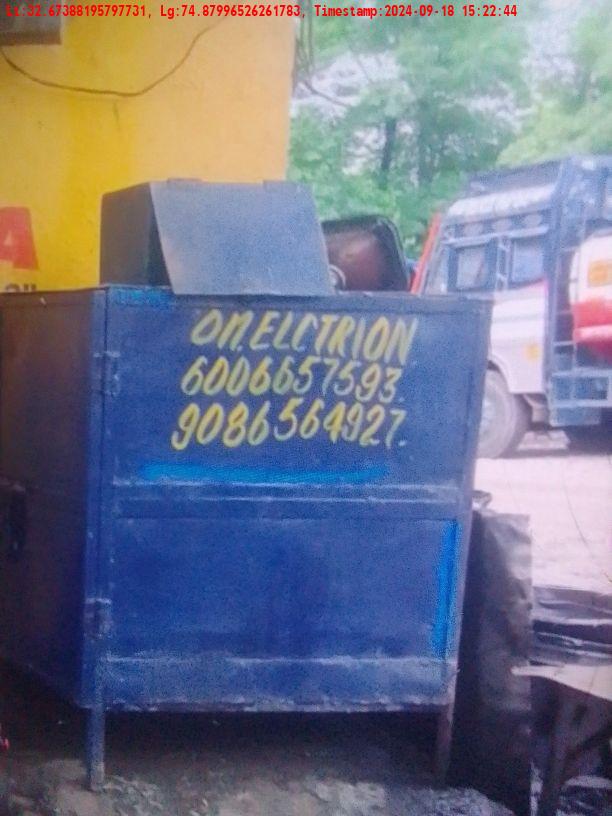 Lt:32.67388195797731, Lg:74.87996526261783, Timestamp:2024-09-18 15:22:44
OM.ELCTRION
6006657593.
9086564927.